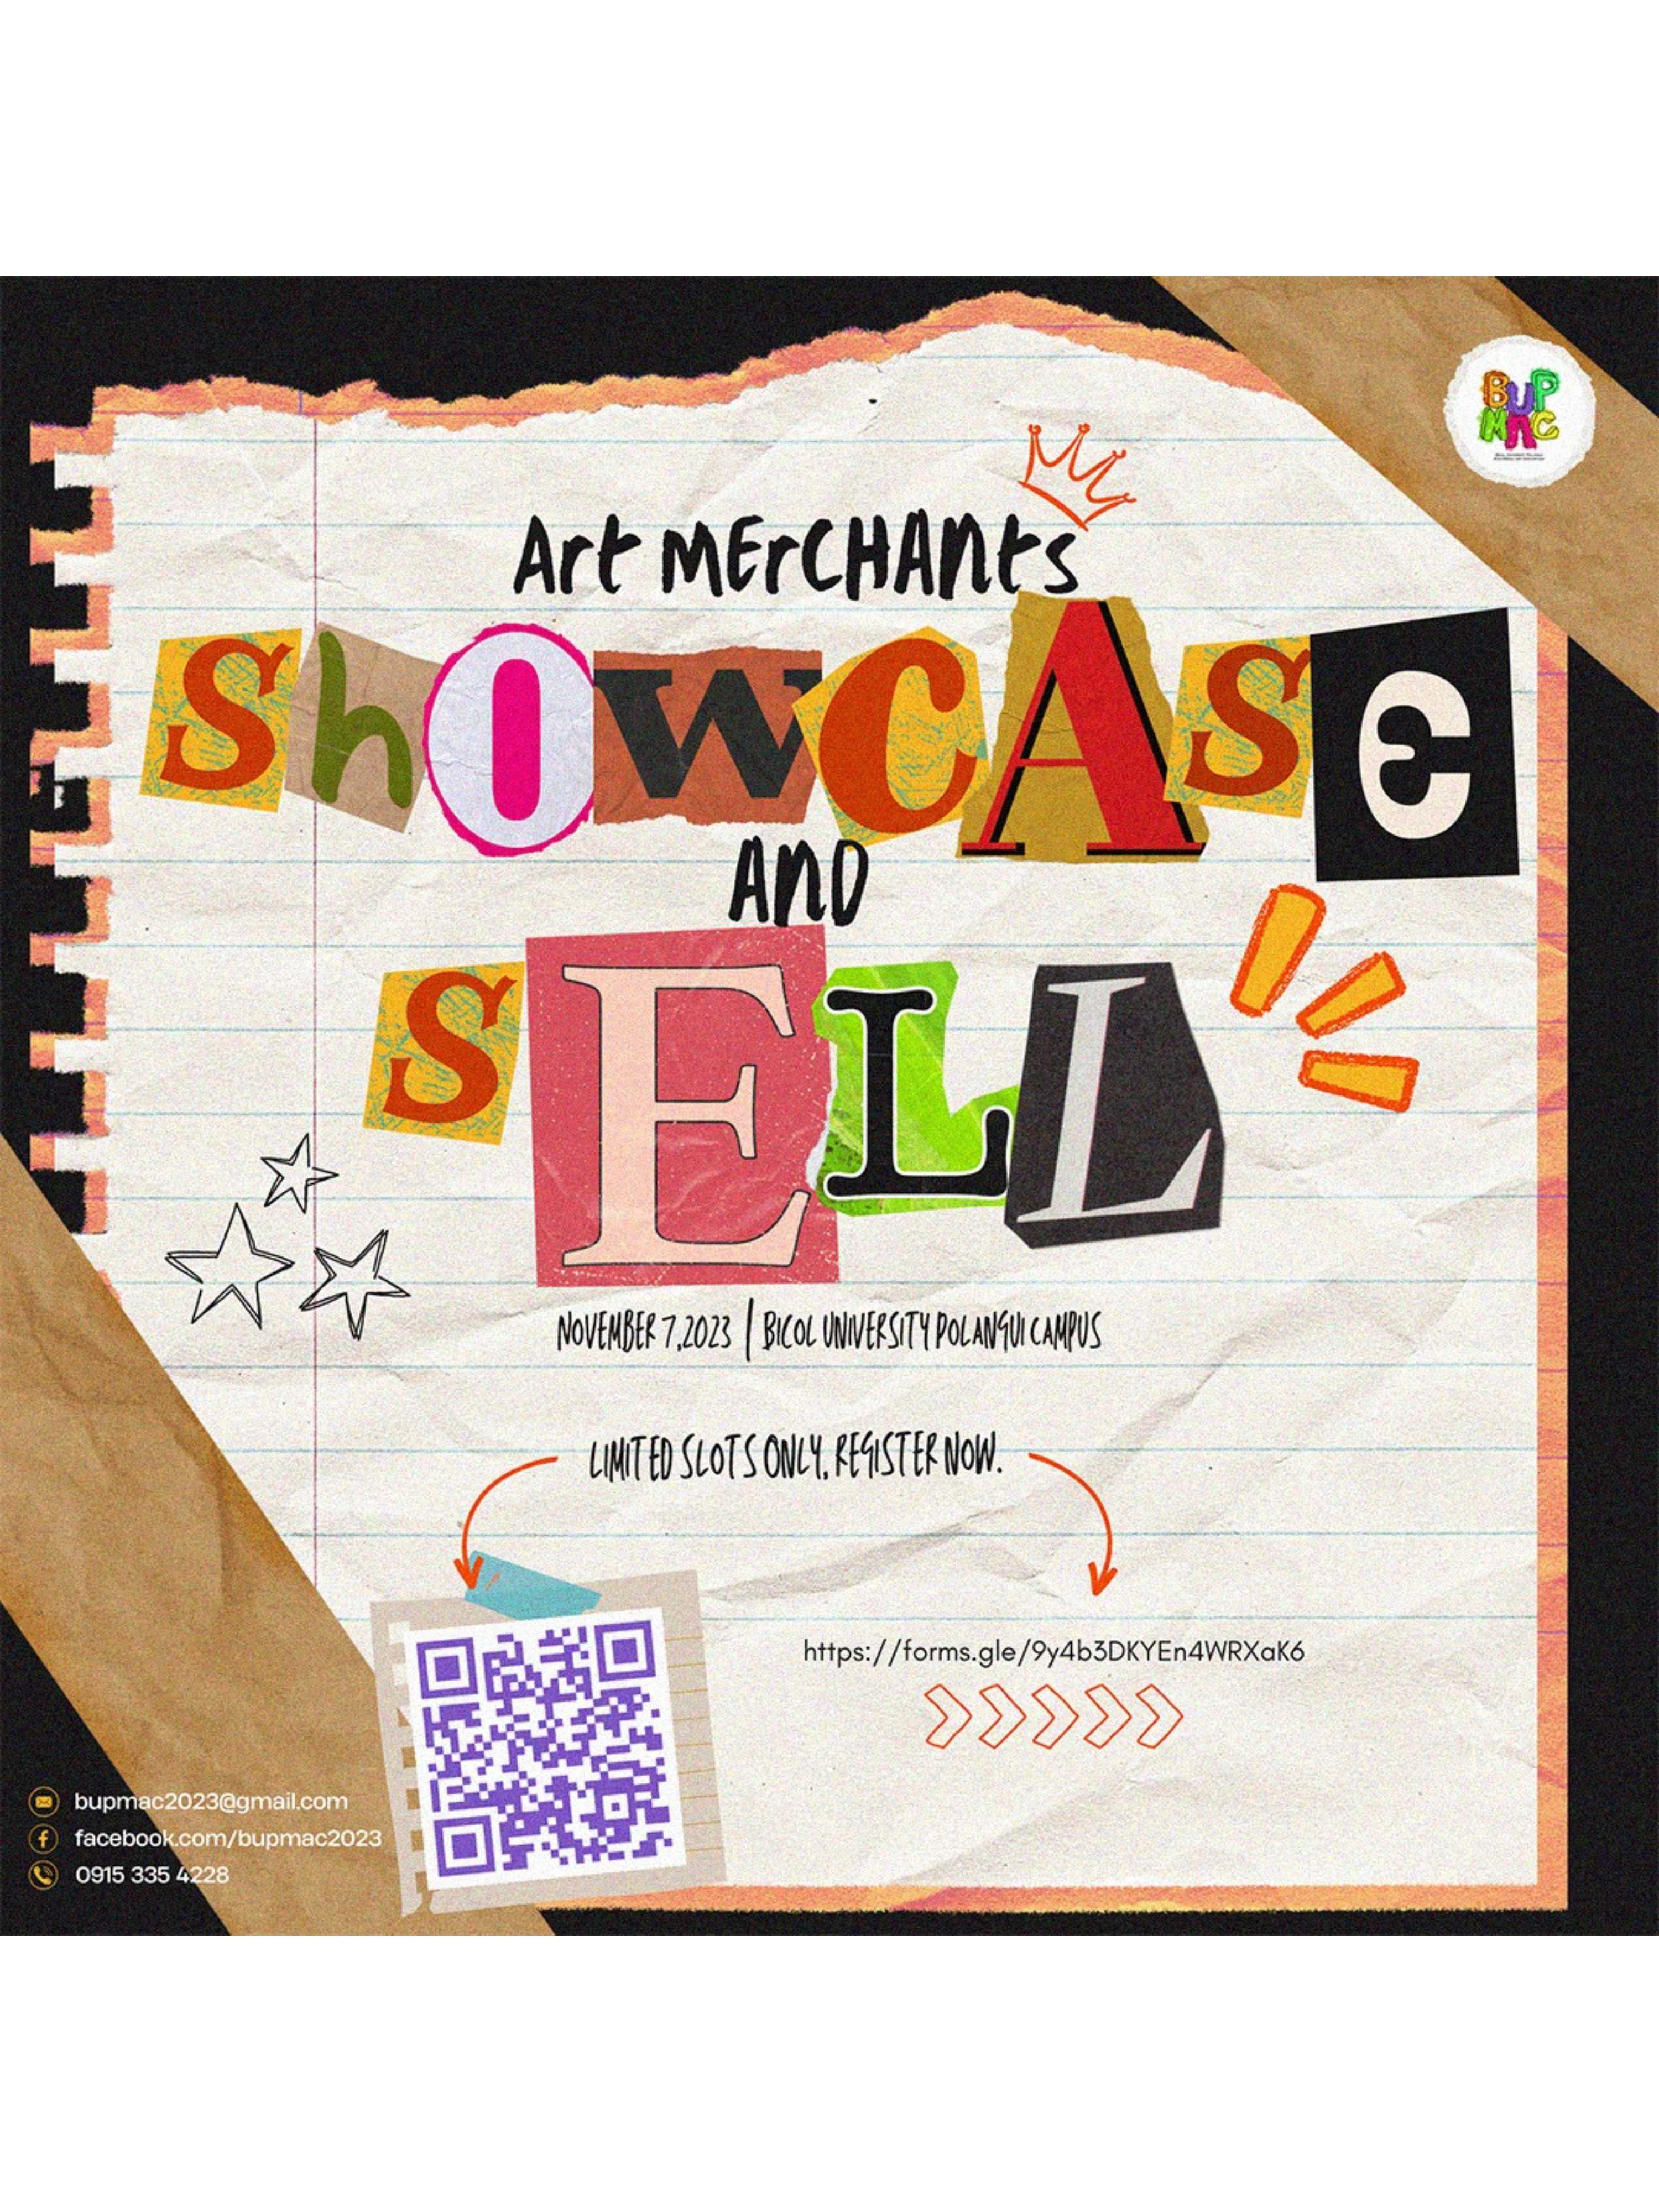 BUP
MAC
Art MErCHAnts
ShOwCASE
AnD
SELL
NOVEMBER 7,2023 | BICOL UNIVERSITY POLANGUI CAMPUS
LIMITED SLOTS ONLY, REGISTER NOW.
https://forms.gle/9y4b3DKYEn4WRXaK6
bupmac2023@gmail.com
facebook.com/bupmac2023
0915 335 4228